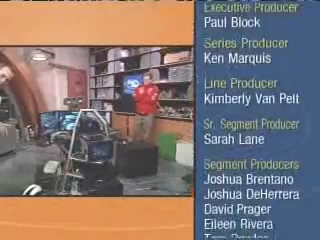 Executive Producer
Paul Block
Series Producer
Ken Marquis
Line Producer
Kimberly Van Pelt
Sr. Segment Producer
Sarah Lane
Segment Producers
Joshua Brentano
Joshua DeHerrera
David Prager
Eileen Rivera